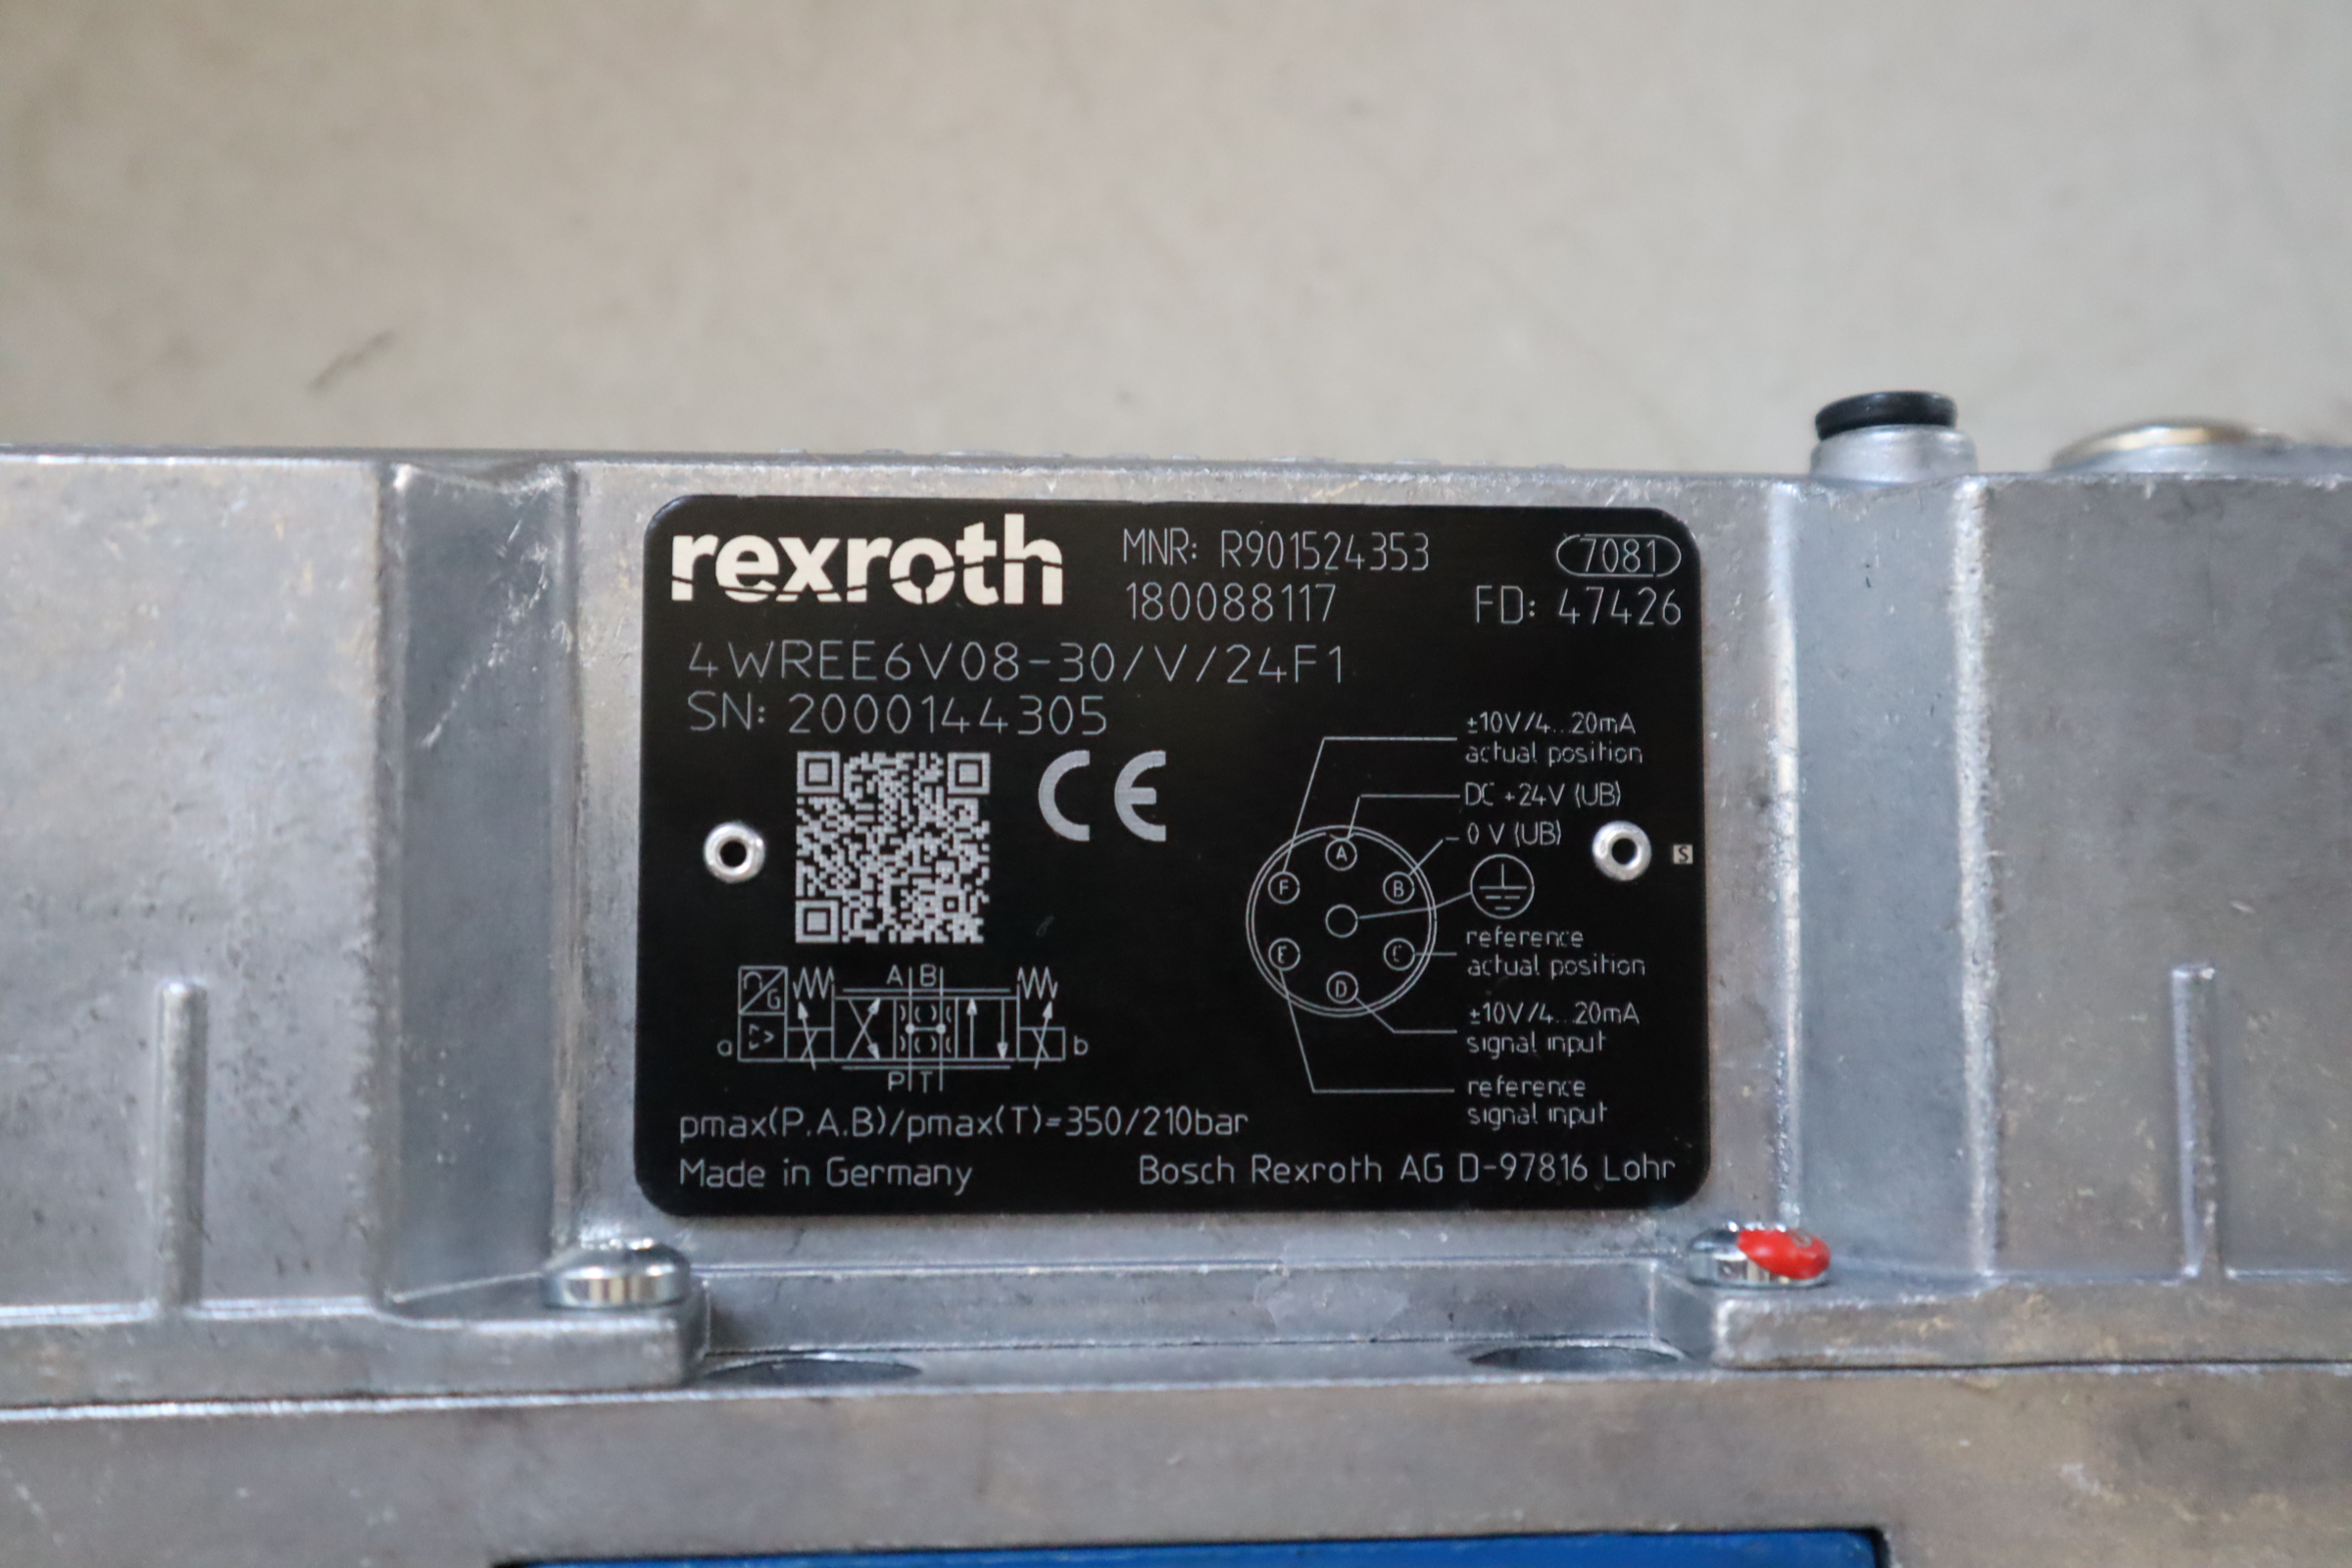 rexroth
MNR: R901524353
7081
180088117
FD: 47426
4WREE6V08-30/V/24F1
SN: 2000144305
CE
±10V/4...20mA
actual position
DC +24V (UB)
0 V (UB)
A
F
B
S
E
C
D
reference
actual position
±10V/4...20mA
signal input
reference
signal input
A B
G
a
b
P T
pmax(P.A.B)/pmax(T)=350/210bar
Made in Germany
Bosch Rexroth AG D-97816 Lohr